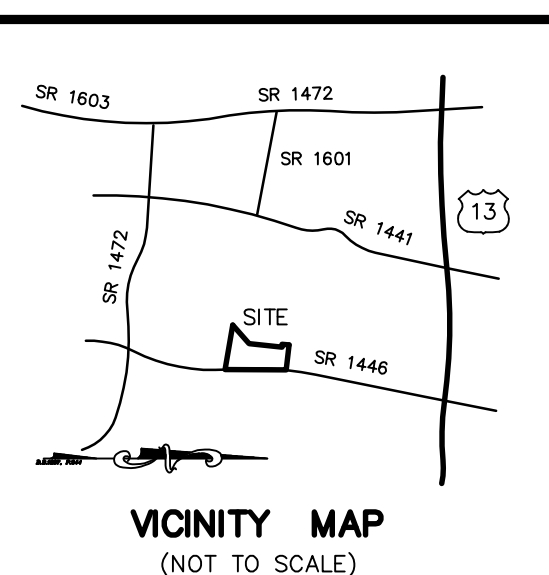 SR 1603
SR 1472
SR 1601
13
SR 1441
SR 1472
SITE
SR 1446
VICINITY MAP
(NOT TO SCALE)